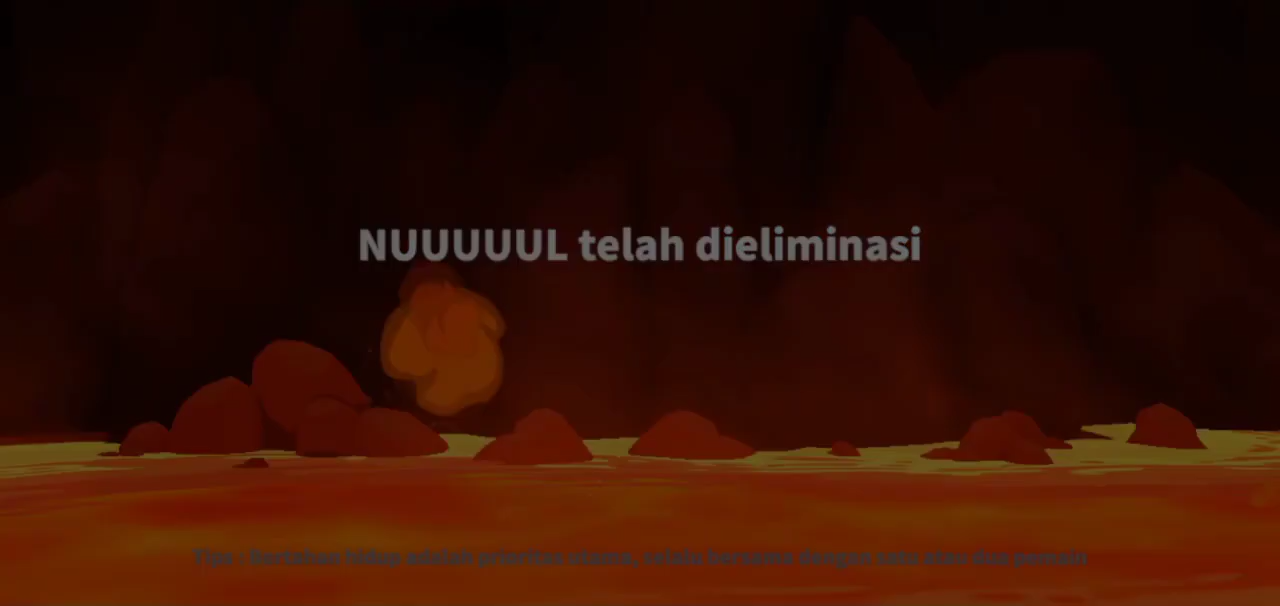 NUUUUUL telah dieliminasi
Tips : Bertahan hidup adalah prioritas utama, selalu bersama dengan satu atau dua pemain